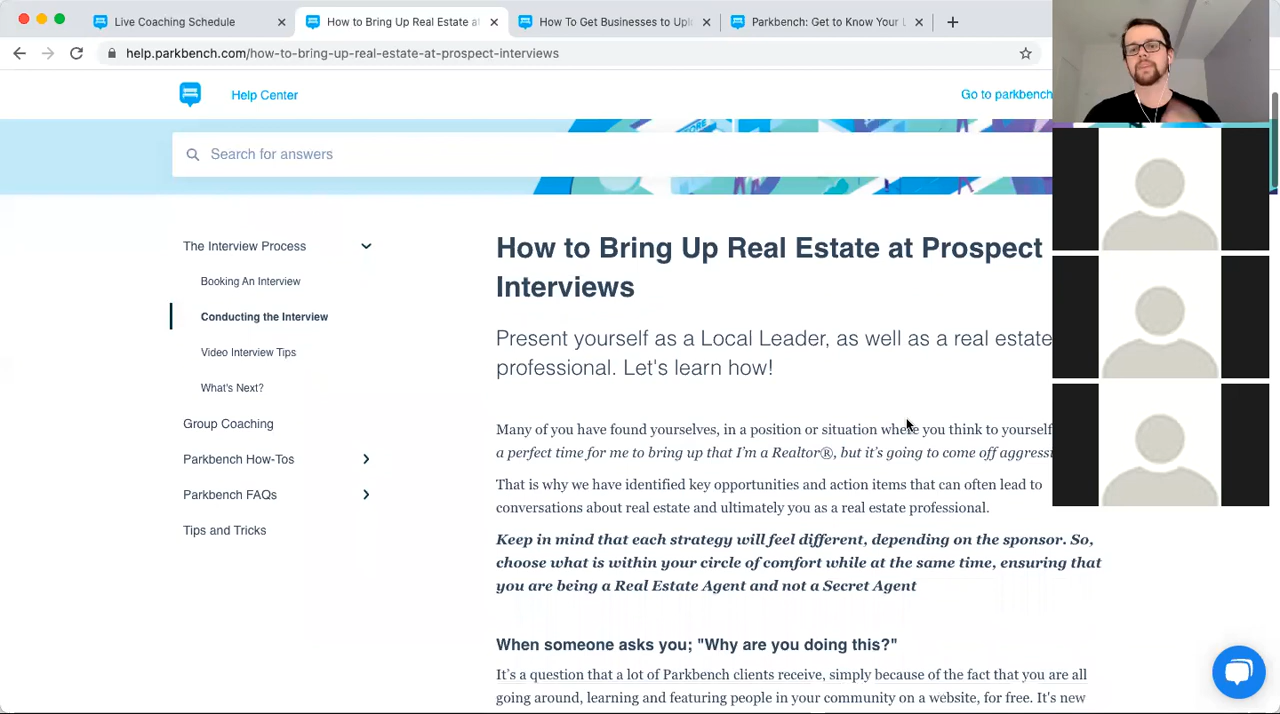 Live Coaching Schedule
How to Bring Up Real Estate at
How To Get Businesses to Upl
Parkbench: Get to Know Your L
help.parkbench.com/how-to-bring-up-real-estate-at-prospect-interviews
Help Center
Go to parkbench
Search for answers
The Interview Process
Booking An Interview
Conducting the Interview
Video Interview Tips
What's Next?
Group Coaching
Parkbench How-Tos
Parkbench FAQs
Tips and Tricks
How to Bring Up Real Estate at Prospect
Interviews
Present yourself as a Local Leader, as well as a real estate
professional. Let's learn how!
Many of you have found yourselves, in a position or situation where you think to yourself
a perfect time for me to bring up that I'm a Realtor®, but it's going to come off aggressi
That is why we have identified key opportunities and action items that can often lead to
conversations about real estate and ultimately you as a real estate professional.
Keep in mind that each strategy will feel different, depending on the sponsor. So,
choose what is within your circle of comfort while at the same time, ensuring that
you are being a Real Estate Agent and not a Secret Agent
When someone asks you; "Why are you doing this?"
It's a question that a lot of Parkbench clients receive, simply because of the fact that you are all
going around, learning and featuring people in your community on a website, for free. It's new